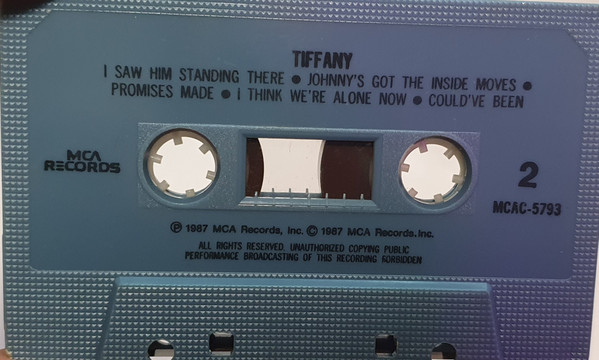 TIFFANY
I SAW HIM STANDING THERE ● JOHNNY'S GOT THE INSIDE MOVES ●
PROMISES MADE ● I THINK WE'RE ALONE NOW ● COULD'VE BEEN
MCA
RECORDS
2
MCAC-5793
℗ 1987 MCA Records, Inc. © 1987 MCA Records.Inc.
ALL RIGHTS RESERVED. UNAUTHORIZED COPYING PUBLIC
PERFORMANCE BROADCASTING OF THIS RECORDING FORBIDDEN